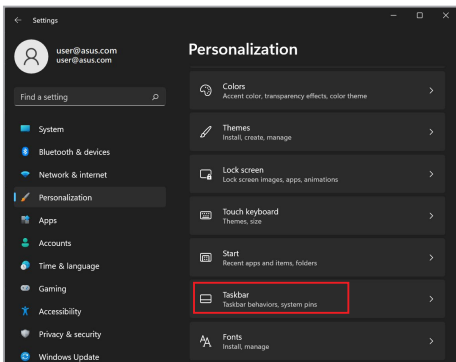 Settings
user@asus.com
user@asus.com
Find a setting
System
Bluetooth & devices
Network & internet
Personalization
Apps
Accounts
Time & language
Gaming
Accessibility
Privacy & security
Windows Update
Personalization
Colors
Accent color, transparency effects, color theme
Themes
Install, create, manage
Lock screen
Lock screen images, apps, animations
Touch keyboard
Themes, size
Start
Recent apps and items, folders
Taskbar
Taskbar behaviors, system pins
Fonts
Install, manage